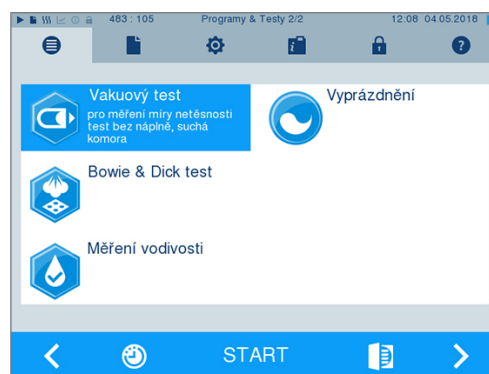 483 : 105 Programy & Testy 2/2 12:08 04.05.2018
Vakuový test
pro měření míry netěsnosti
test bez náplně, suchá
komora
Vyprázdnění
Bowie & Dick test
Měření vodivosti
START